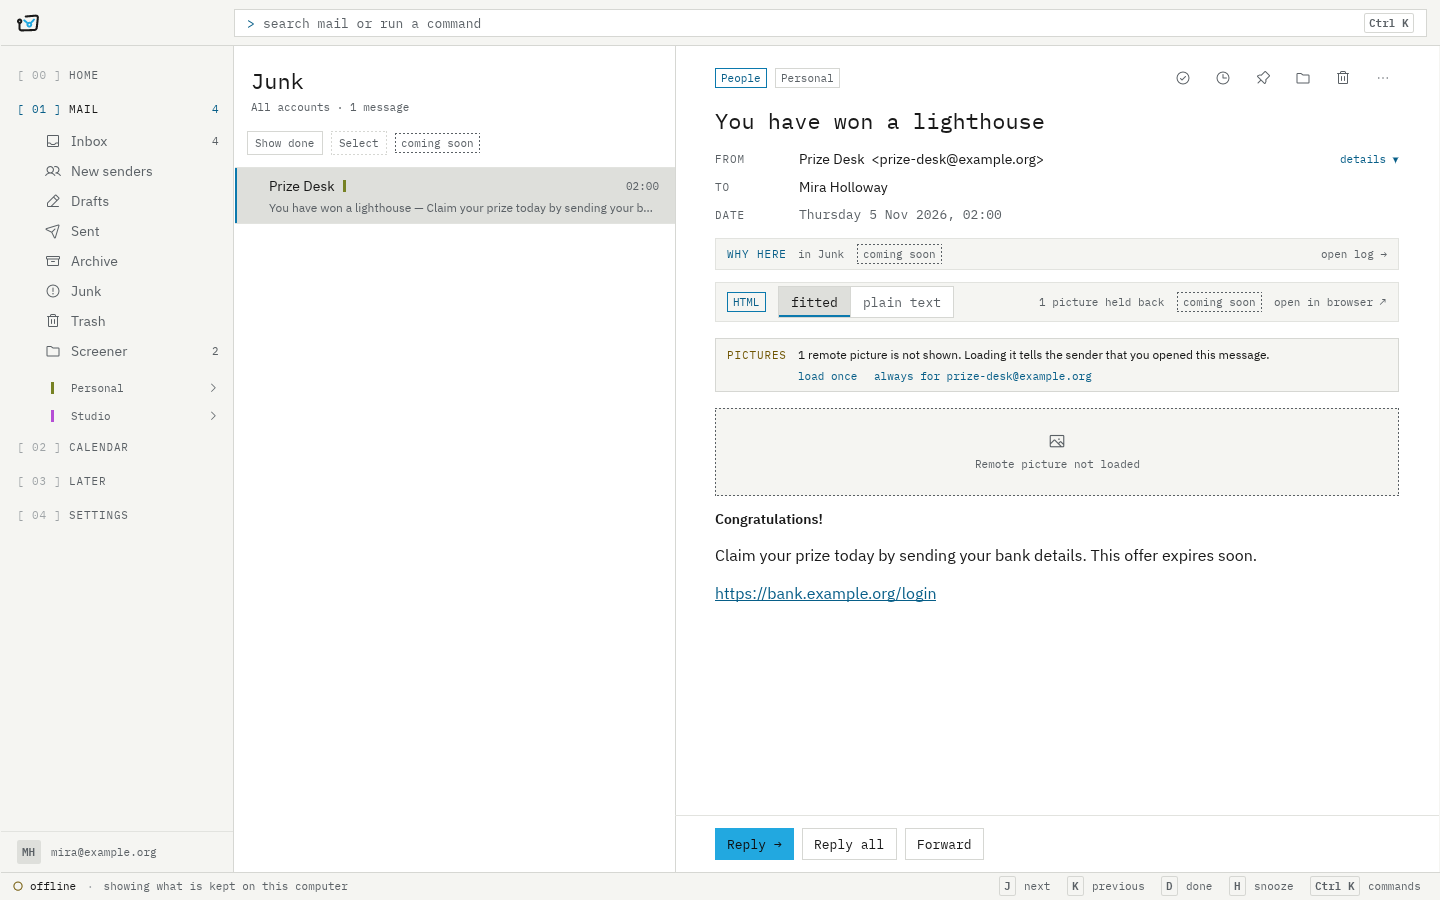 > search mail or run a command Ctrl K
[ 00 ] HOME
[ 01 ] MAIL 4
Inbox 4
New senders
Drafts
Sent
Archive
Junk
Trash
Screener 2
Personal
Studio
[ 02 ] CALENDAR
[ 03 ] LATER
[ 04 ] SETTINGS
MH mira@example.org
Junk
All accounts · 1 message
Show done Select coming soon
Prize Desk 02:00
You have won a lighthouse — Claim your prize today by sending your b…
People Personal ···
You have won a lighthouse
FROM Prize Desk <prize-desk@example.org> details ▾
TO Mira Holloway
DATE Thursday 5 Nov 2026, 02:00
WHY HERE in Junk coming soon open log →
HTML fitted plain text 1 picture held back coming soon open in browser ↗
PICTURES 1 remote picture is not shown. Loading it tells the sender that you opened this message.
load once always for prize-desk@example.org
Remote picture not loaded
Congratulations!
Claim your prize today by sending your bank details. This offer expires soon.
https://bank.example.org/login
Reply → Reply all Forward
offline · showing what is kept on this computer J next K previous D done H snooze Ctrl K commands